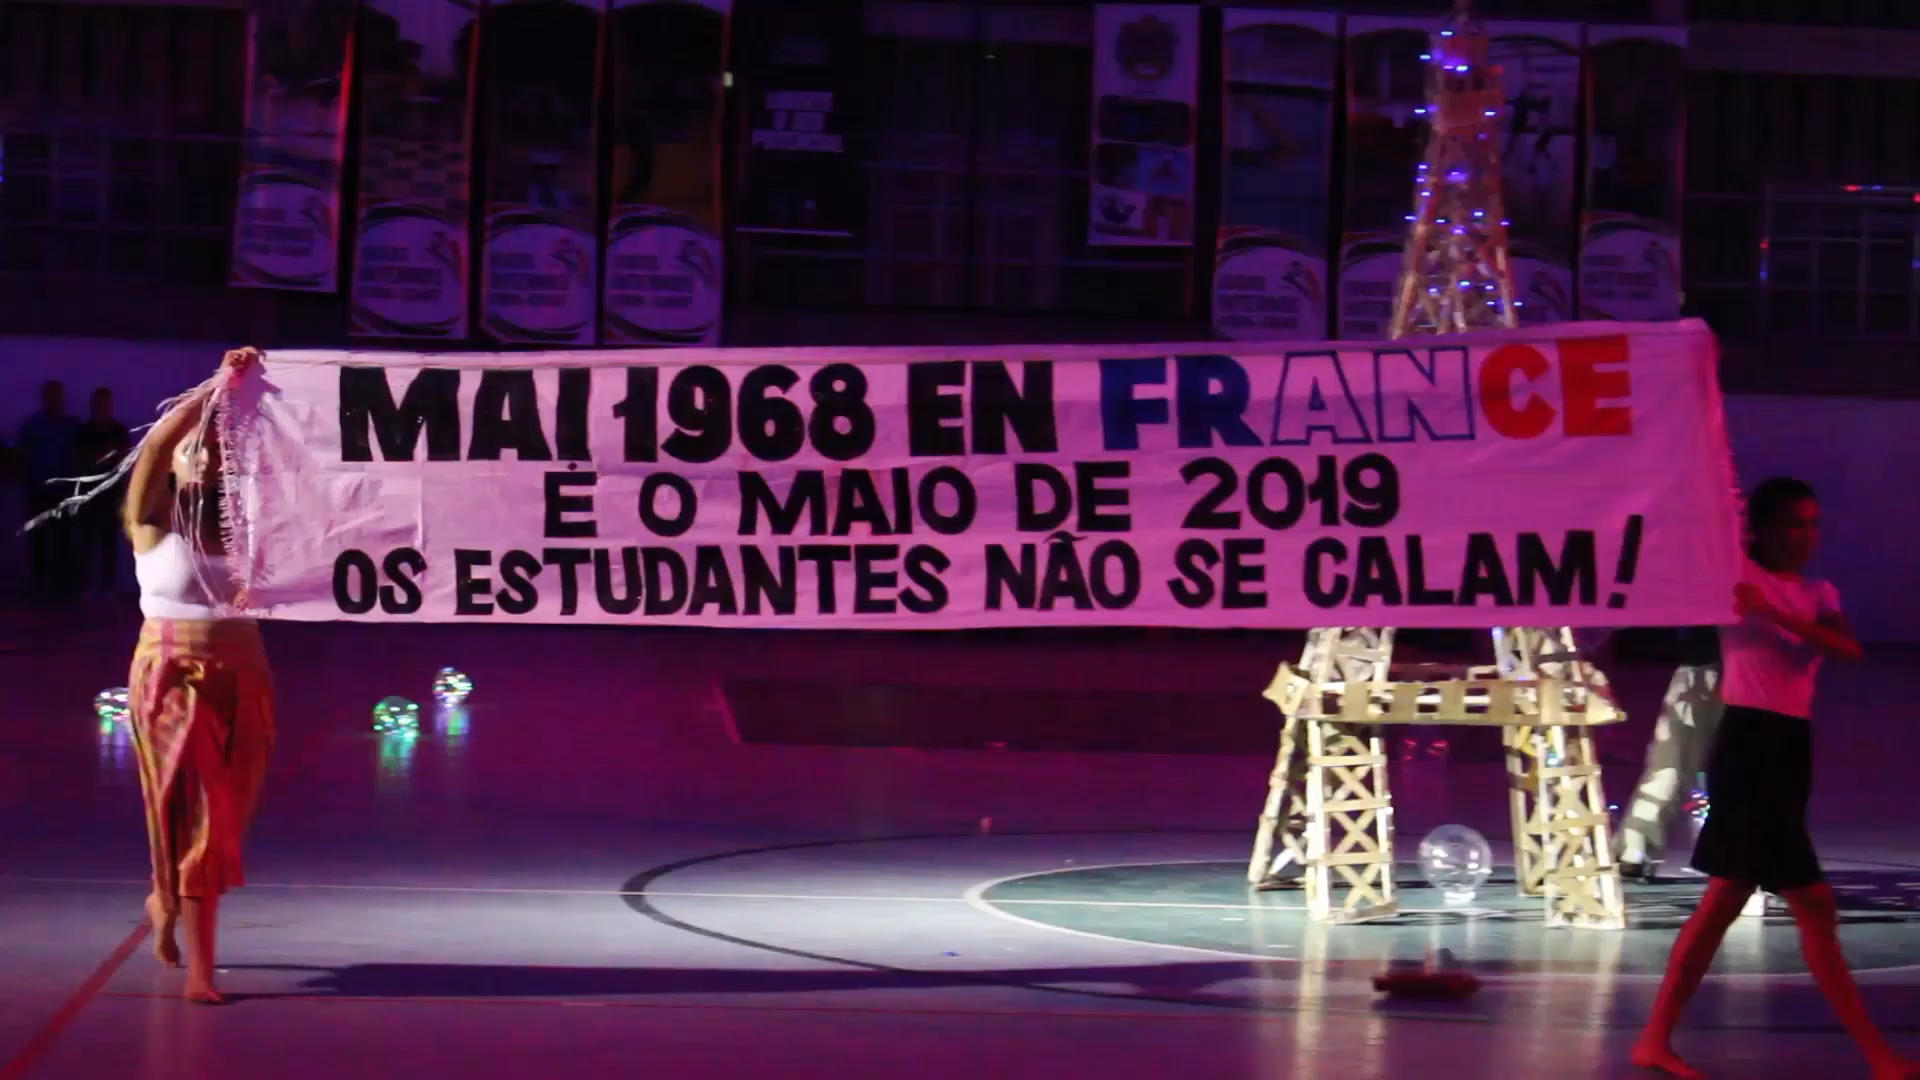 MAI 1968 EN FRANCE
É O MAIO DE 2019
OS ESTUDANTES NÃO SE CALAM!